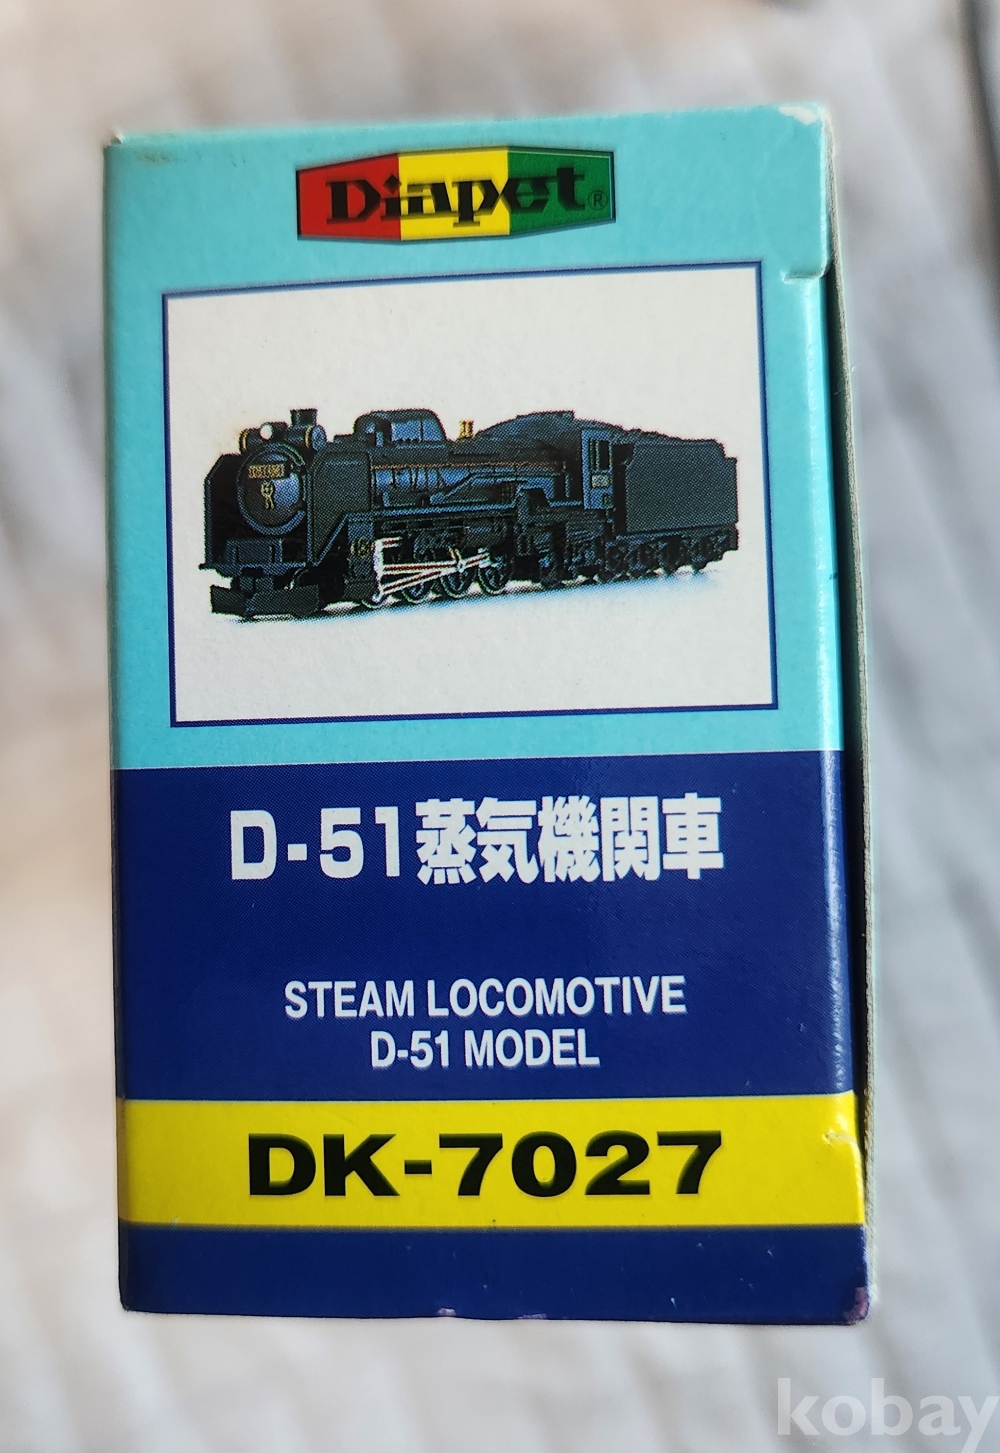 Diapet®
D-51蒸気機関車
STEAM LOCOMOTIVE
D-51 MODEL
DK-7027
kobay